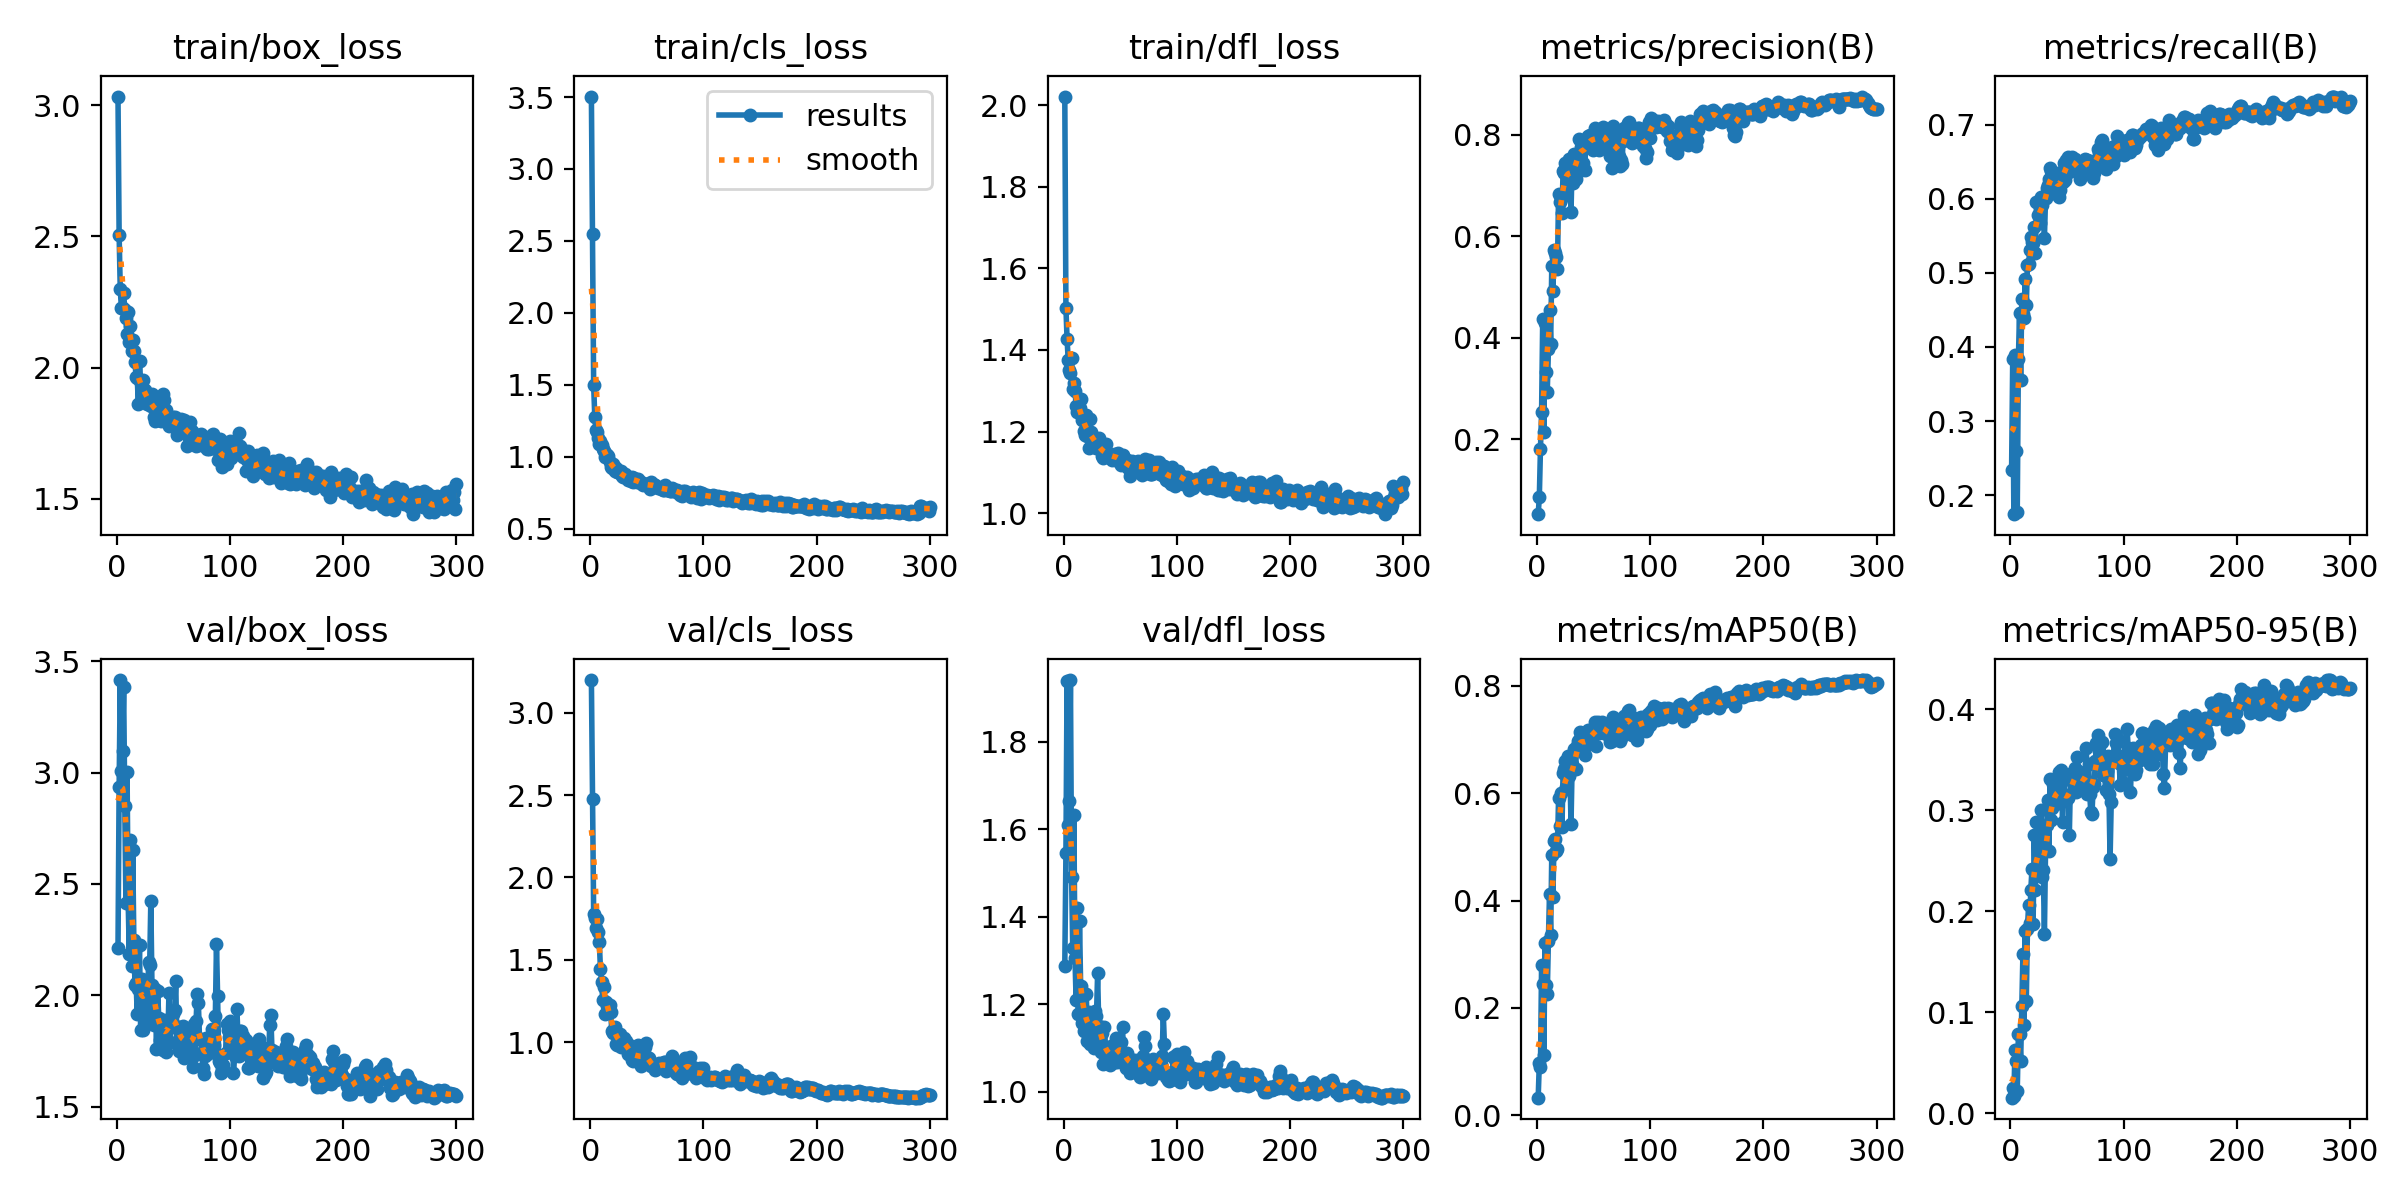 train/box_loss
3.0
2.5
2.0
1.5
0 100 200 300
train/cls_loss
results
smooth
3.5
3.0
2.5
2.0
1.5
1.0
0.5
0 100 200 300
train/dfl_loss
2.0
1.8
1.6
1.4
1.2
1.0
0 100 200 300
metrics/precision(B)
0.8
0.6
0.4
0.2
0 100 200 300
metrics/recall(B)
0.7
0.6
0.5
0.4
0.3
0.2
0 100 200 300
val/box_loss
3.5
3.0
2.5
2.0
1.5
0 100 200 300
val/cls_loss
3.0
2.5
2.0
1.5
1.0
0 100 200 300
val/dfl_loss
1.8
1.6
1.4
1.2
1.0
0 100 200 300
metrics/mAP50(B)
0.8
0.6
0.4
0.2
0.0
0 100 200 300
metrics/mAP50-95(B)
0.4
0.3
0.2
0.1
0.0
0 100 200 300